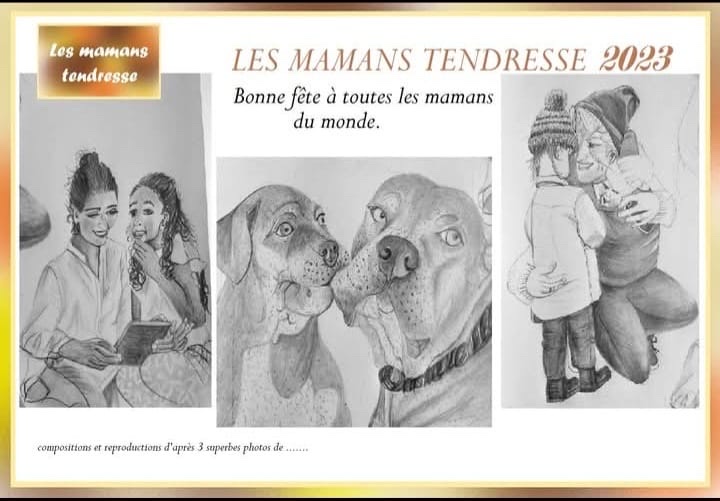 Les mamans
tendresse
LES MAMANS TENDRESSE 2023
Bonne fête à toutes les mamans
du monde.
compositions et reproductions d'après 3 superbes photos de .......